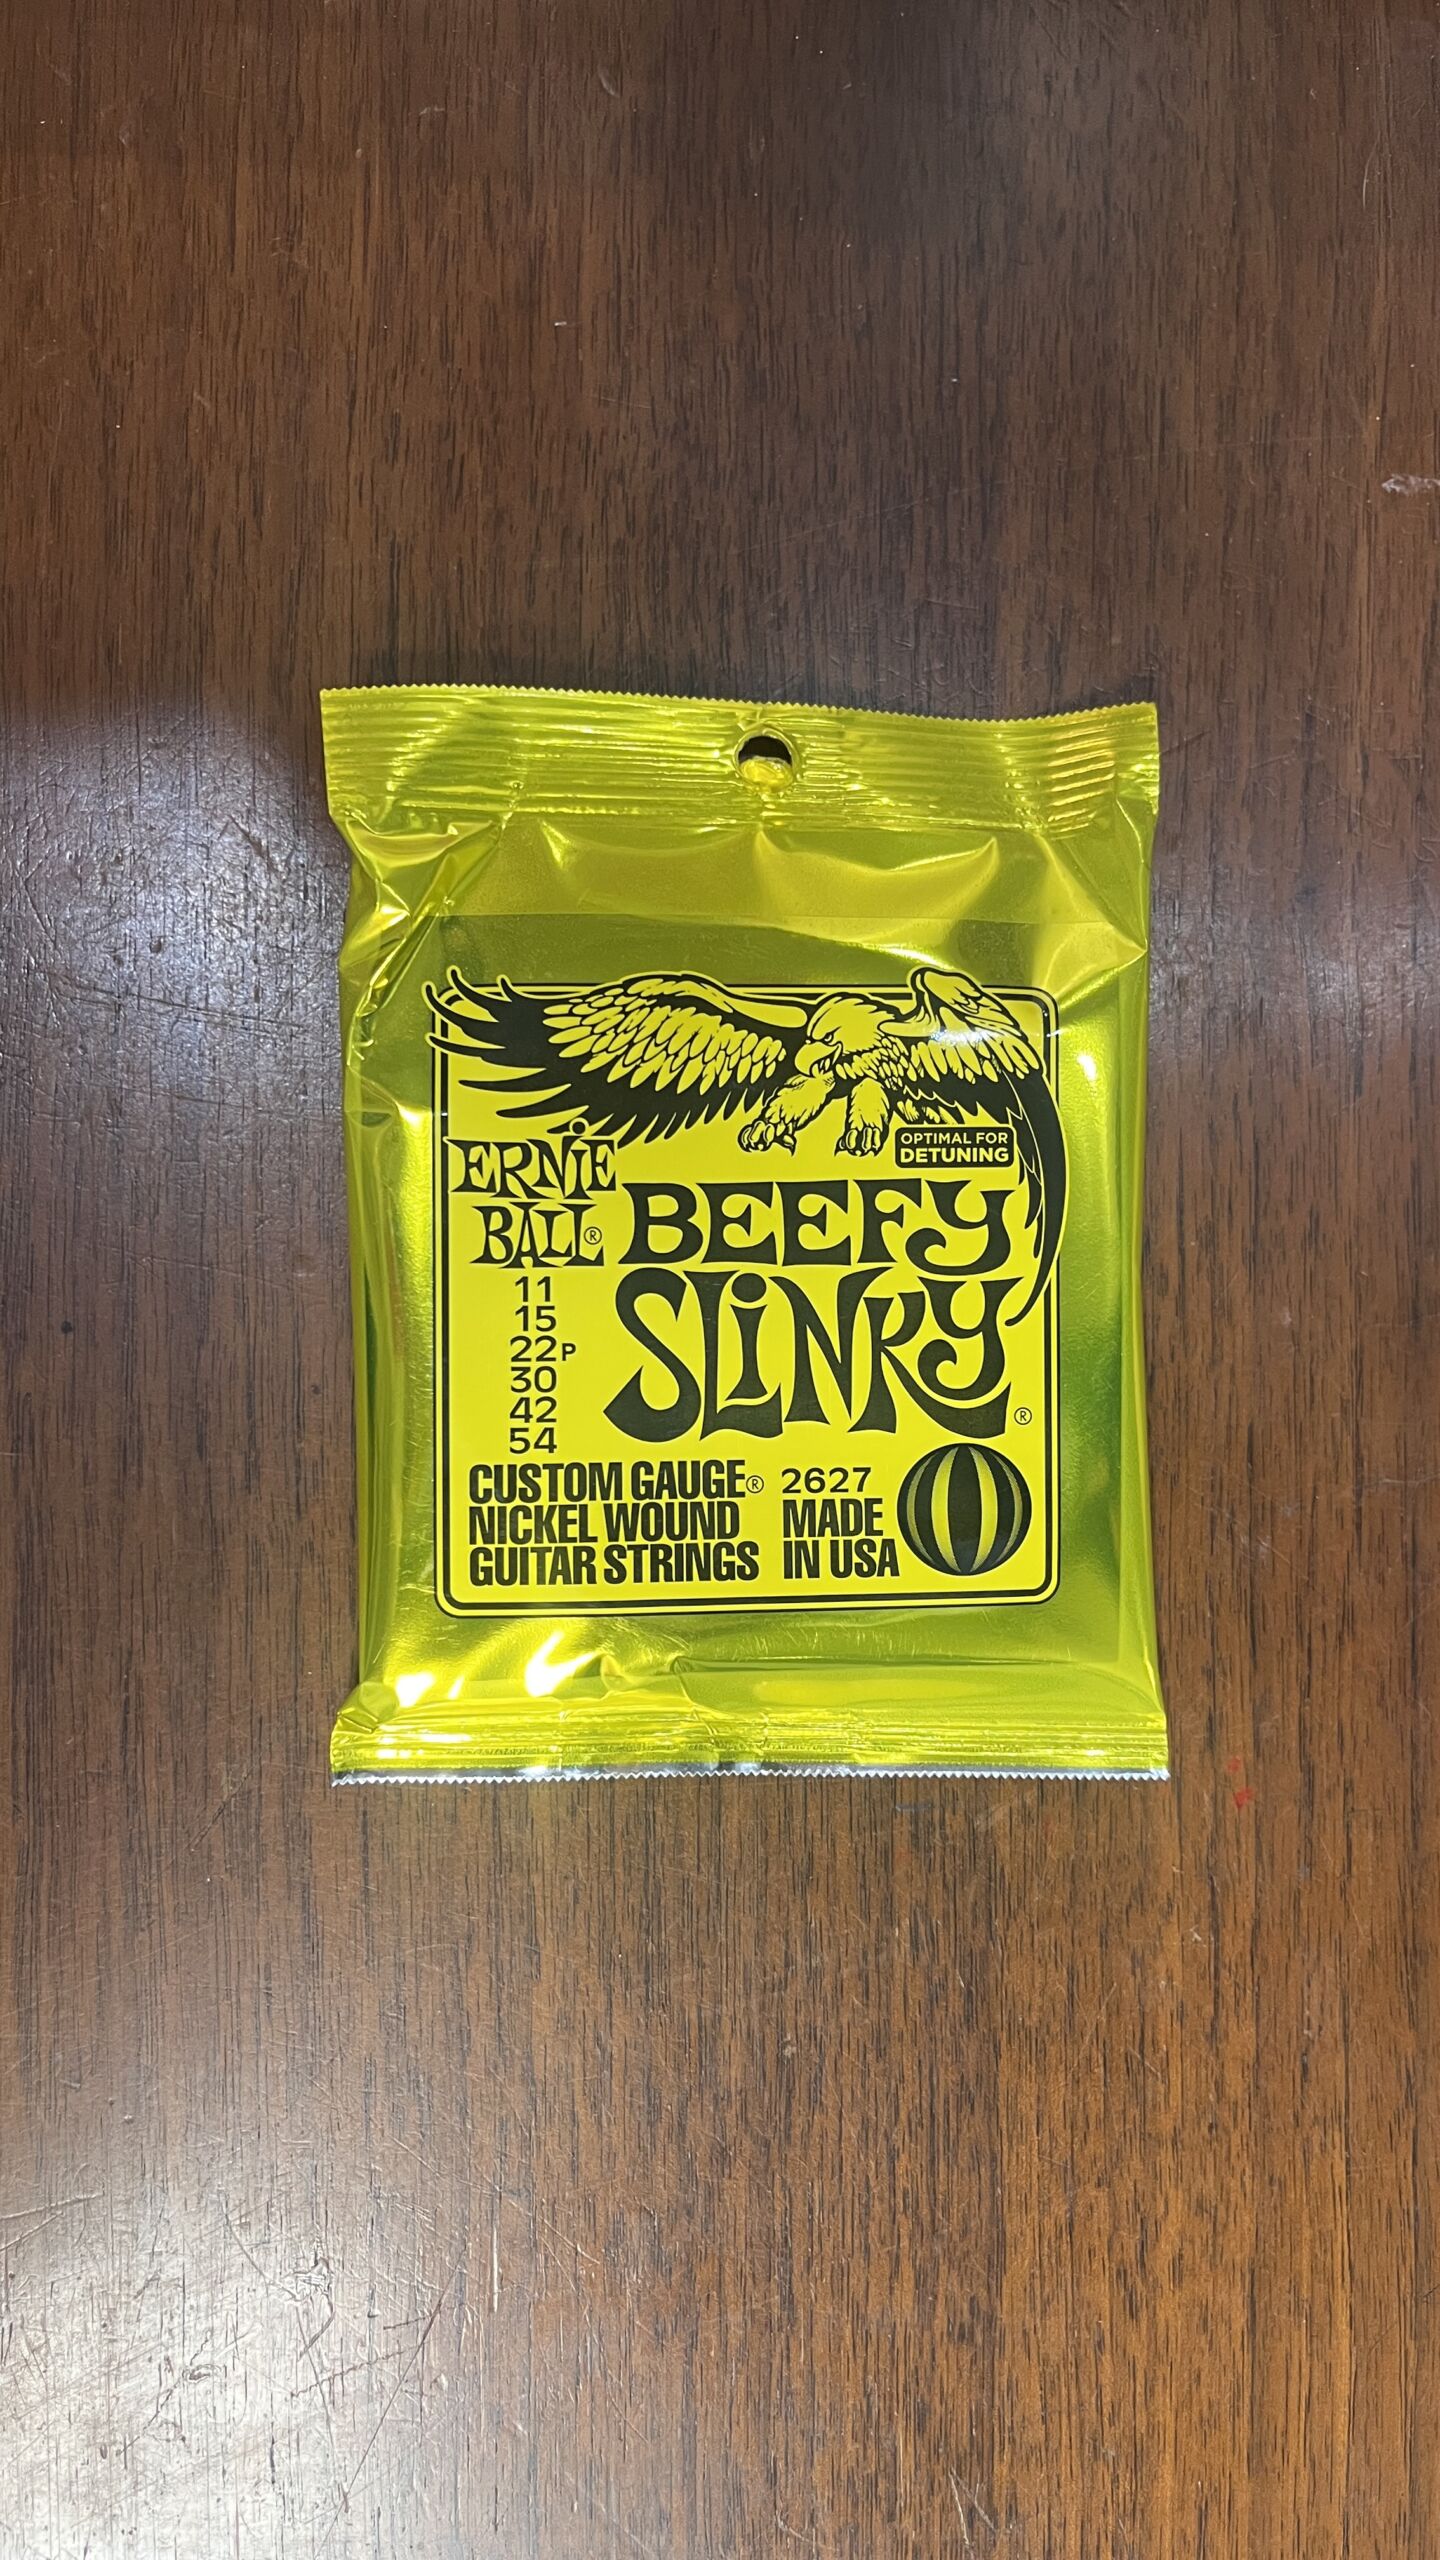 OPTIMAL FOR
DETUNING
ERNiE
BALL®
BEEFY
SLiNKY®
11
15
22P
30
42
54
CUSTOM GAUGE®
NICKEL WOUND
GUITAR STRINGS
2627
MADE
IN USA